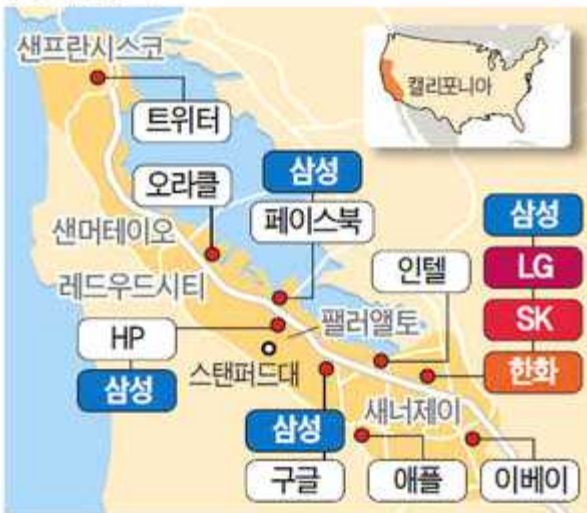 샌프란시스코
캘리포니아
트위터
오라클
삼성
페이스북
삼성
LG
SK
한화
샌머테이오
인텔
레드우드시티
팰러앨토
HP
삼성
스탠퍼드대
새너제이
삼성
구글
애플
이베이